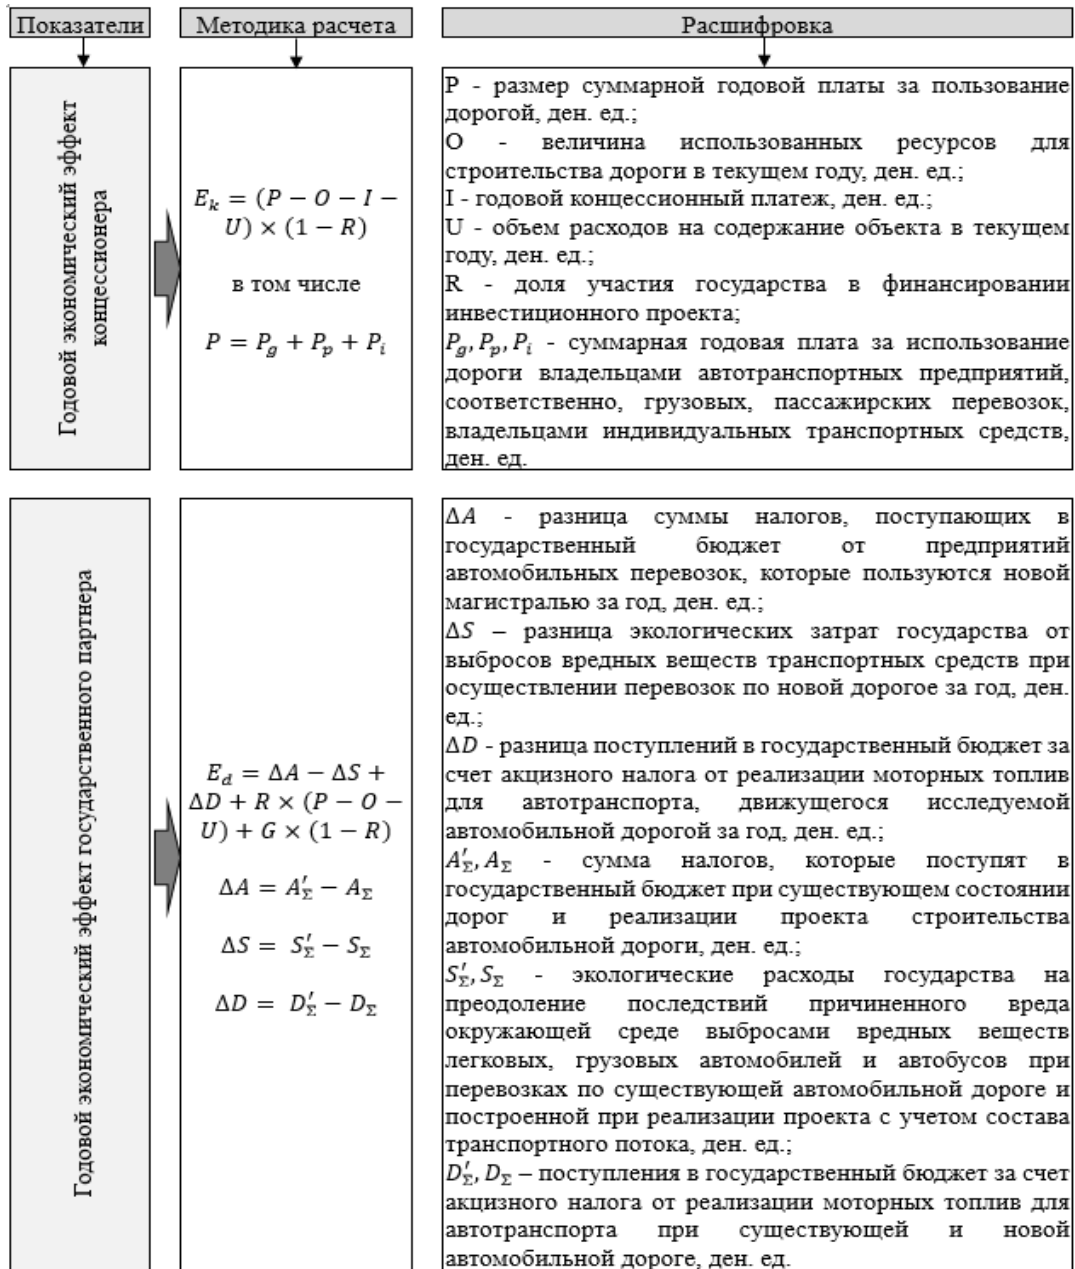 Показатели
Методика расчета
Расшифровка
Годовой экономический эффект
концессионера
E_k = (P − O − I −
U) × (1 − R)
в том числе
P = P_g + P_p + P_i
P - размер суммарной годовой платы за пользование
дорогой, ден. ед.;
O - величина использованных ресурсов для
строительства дороги в текущем году, ден. ед.;
I - годовой концессионный платеж, ден. ед.;
U - объем расходов на содержание объекта в текущем
году, ден. ед.;
R - доля участия государства в финансировании
инвестиционного проекта;
P_g, P_p, P_i - суммарная годовая плата за использование
дороги владельцами автотранспортных предприятий,
соответственно, грузовых, пассажирских перевозок,
владельцами индивидуальных транспортных средств,
ден. ед.
Годовой экономический эффект государственного партнера
E_d = ΔA − ΔS +
ΔD + R × (P − O −
U) + G × (1 − R)
ΔA = A′_Σ − A_Σ
ΔS = S′_Σ − S_Σ
ΔD = D′_Σ − D_Σ
ΔA - разница суммы налогов, поступающих в
государственный бюджет от предприятий
автомобильных перевозок, которые пользуются новой
магистралью за год, ден. ед.;
ΔS – разница экологических затрат государства от
выбросов вредных веществ транспортных средств при
осуществлении перевозок по новой дорогое за год, ден.
ед.;
ΔD - разница поступлений в государственный бюджет за
счет акцизного налога от реализации моторных топлив
для автотранспорта, движущегося исследуемой
автомобильной дорогой за год, ден. ед.;
A′_Σ, A_Σ - сумма налогов, которые поступят в
государственный бюджет при существующем состоянии
дорог и реализации проекта строительства
автомобильной дороги, ден. ед.;
S′_Σ, S_Σ - экологические расходы государства на
преодоление последствий причиненного вреда
окружающей среде выбросами вредных веществ
легковых, грузовых автомобилей и автобусов при
перевозках по существующей автомобильной дороге и
построенной при реализации проекта с учетом состава
транспортного потока, ден. ед.;
D′_Σ, D_Σ – поступления в государственный бюджет за счет
акцизного налога от реализации моторных топлив для
автотранспорта при существующей и новой
автомобильной дороге, ден. ед.